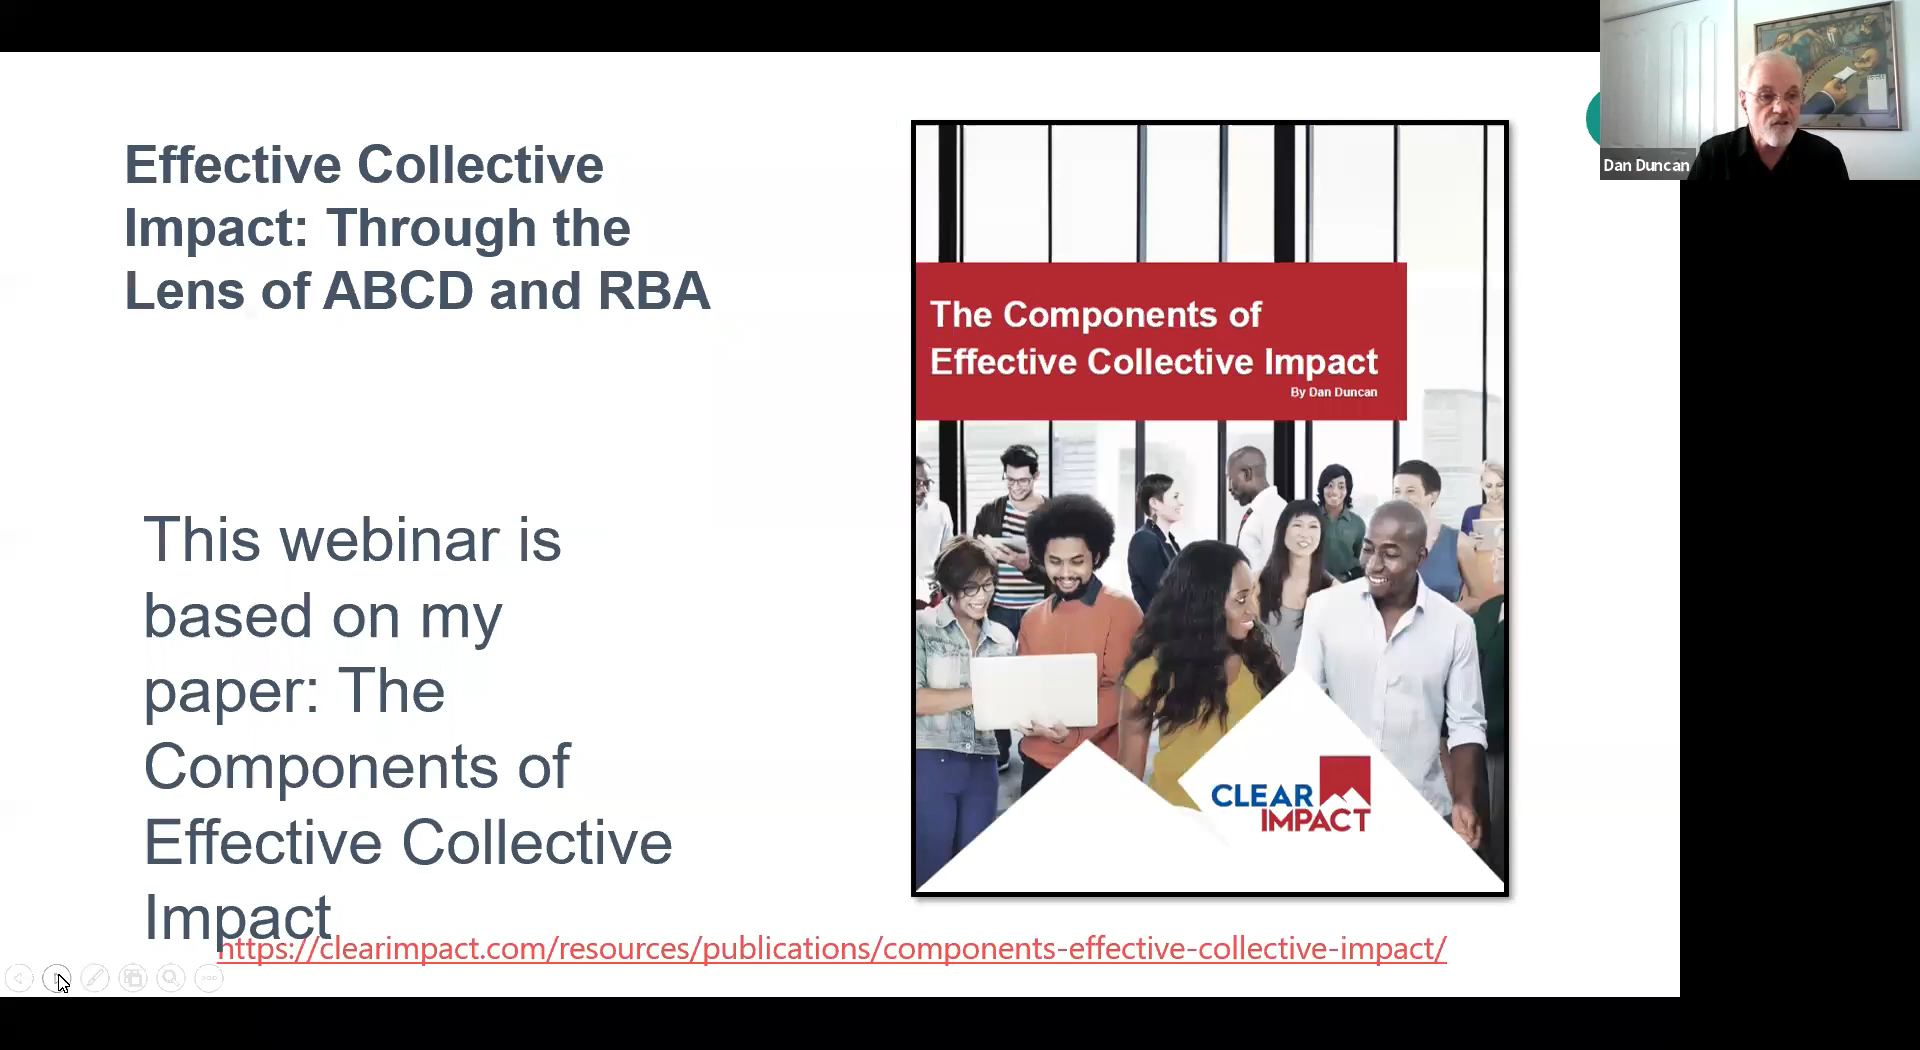 Effective Collective
Impact: Through the
Lens of ABCD and RBA
This webinar is
based on my
paper: The
Components of
Effective Collective
Impact
https://clearimpact.com/resources/publications/components-effective-collective-impact/
The Components of
Effective Collective Impact
By Dan Duncan
CLEAR
IMPACT
Dan Duncan